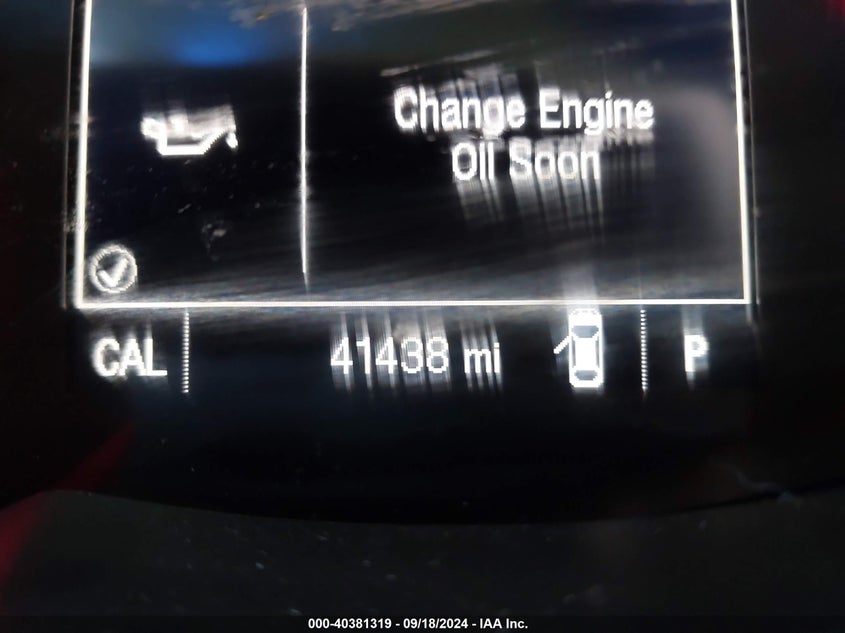 Change Engine
Oil Soon
CAL
41438 mi
P
000-40381319 - 09/18/2024 - IAA Inc.